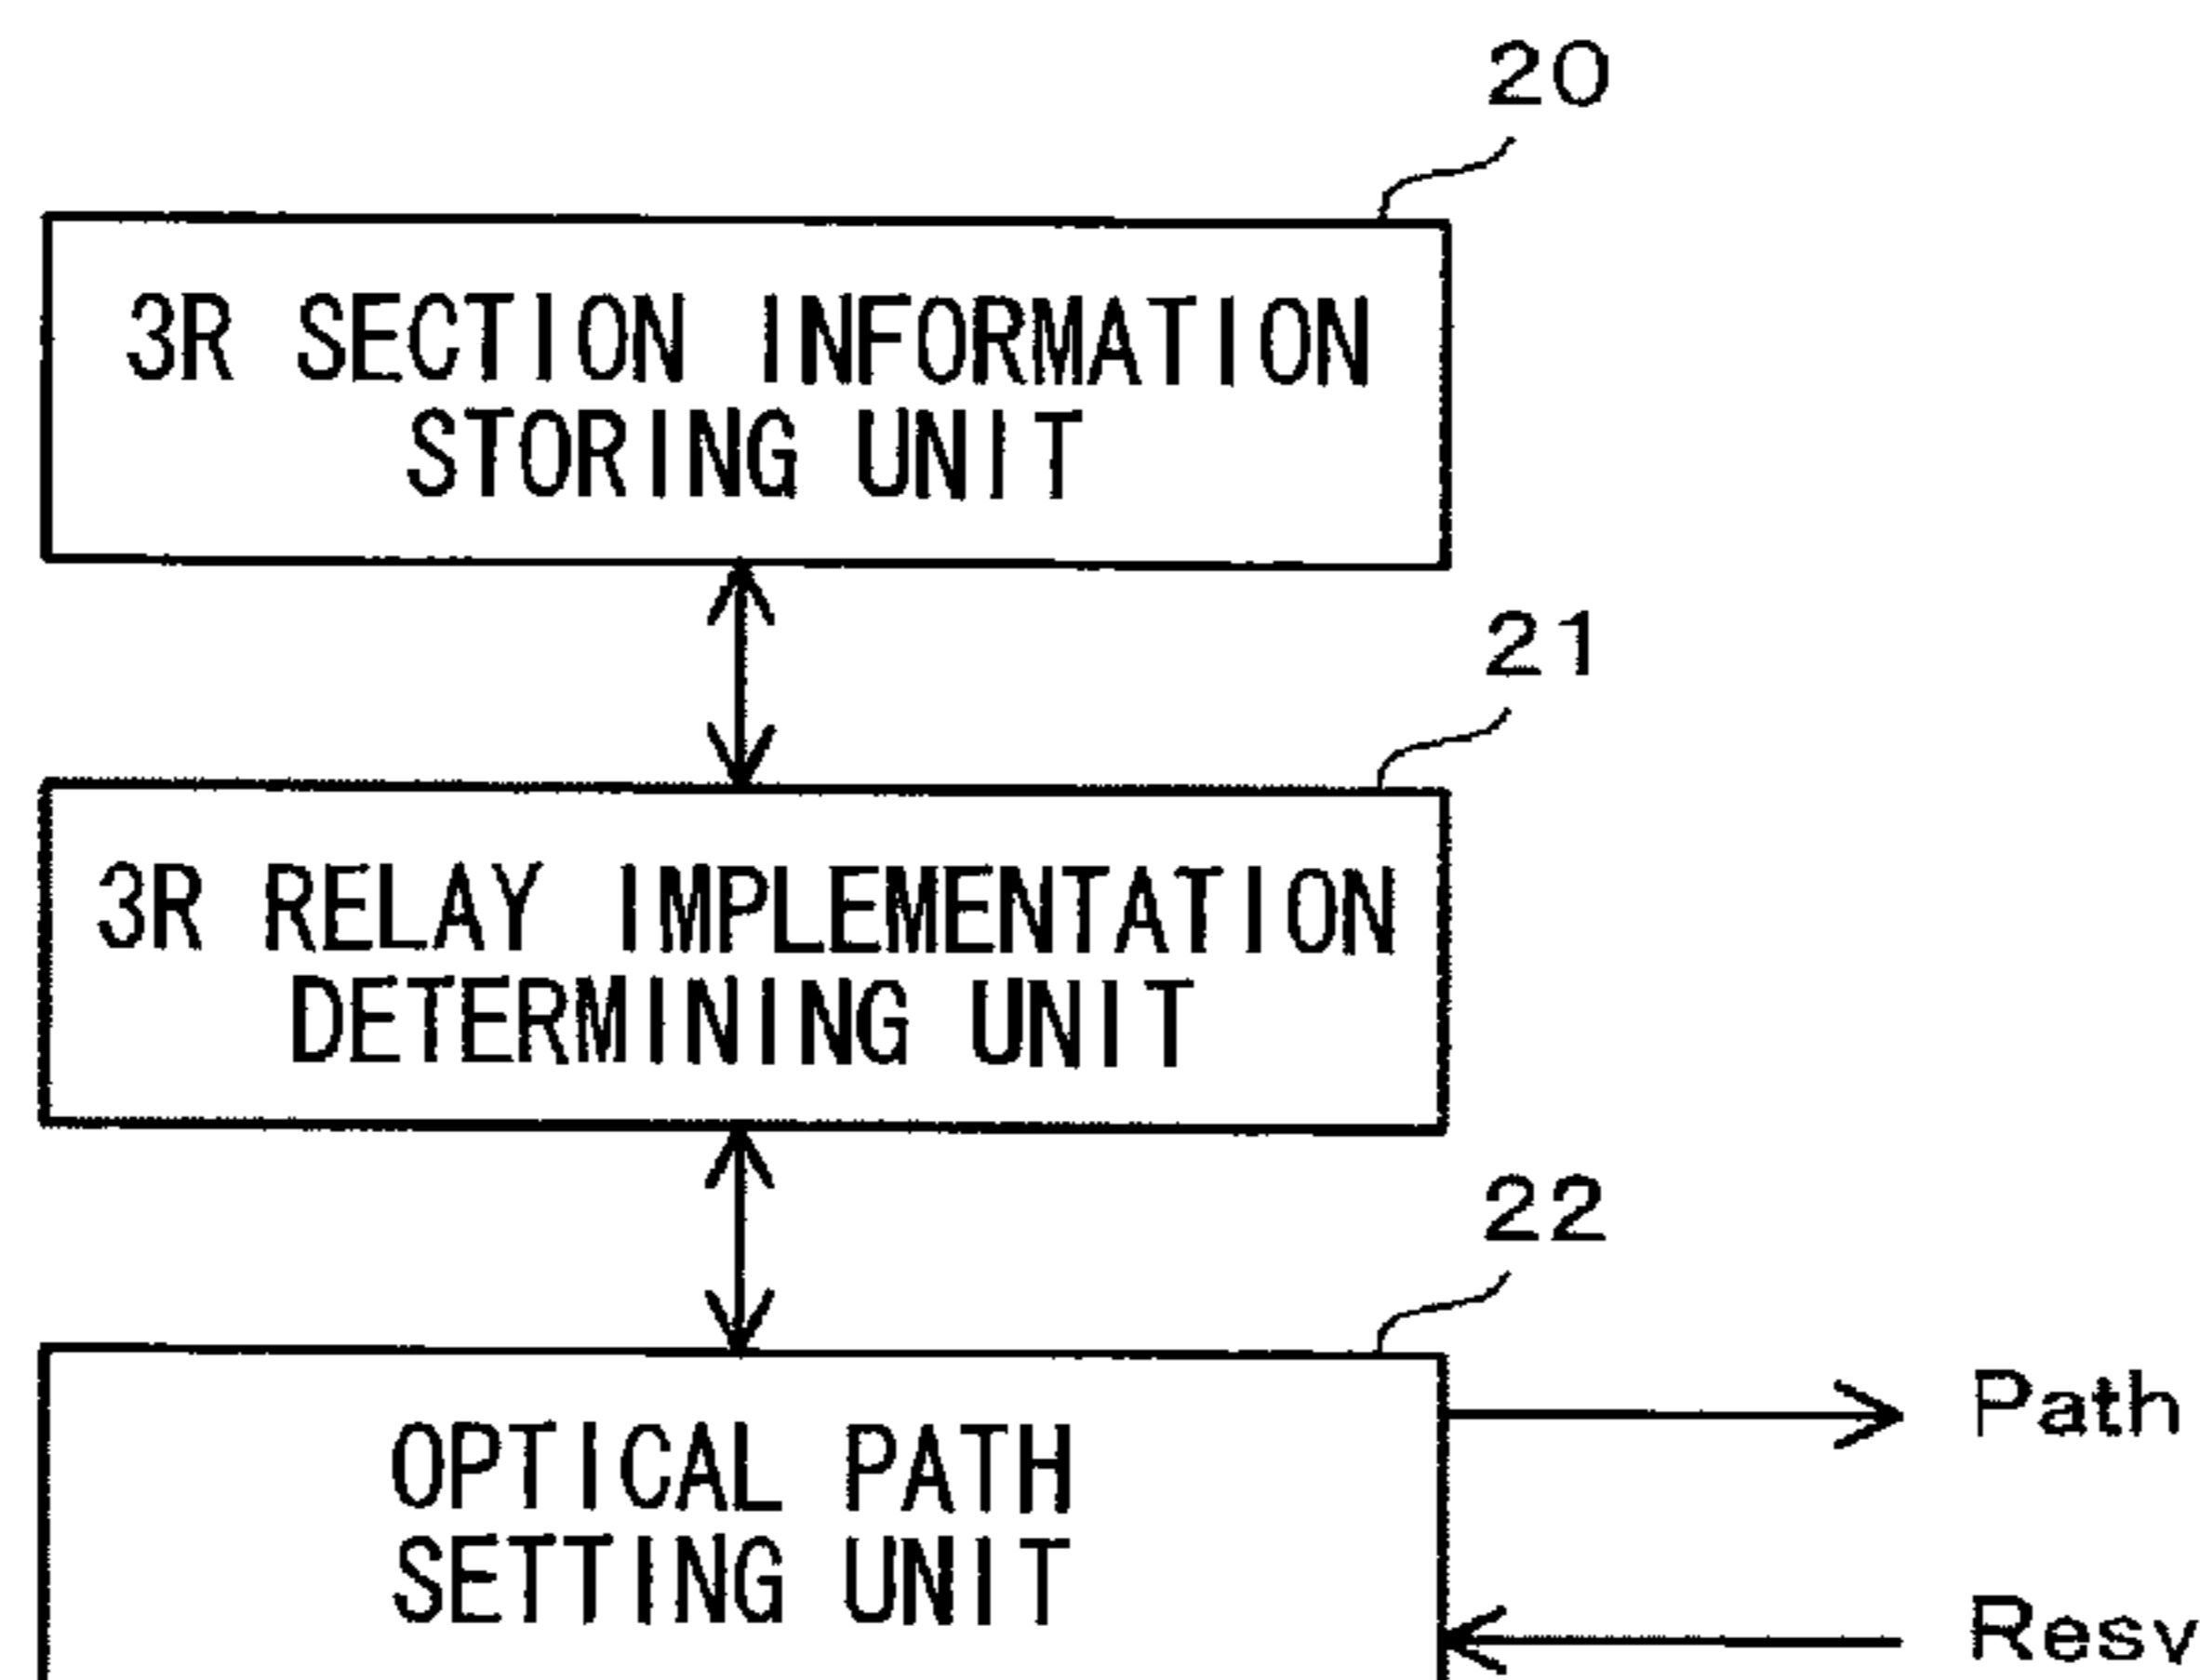 20
3R SECTION INFORMATION
STORING UNIT
21
3R RELAY IMPLEMENTATION
DETERMINING UNIT
22
OPTICAL PATH
SETTING UNIT
Path
Resv